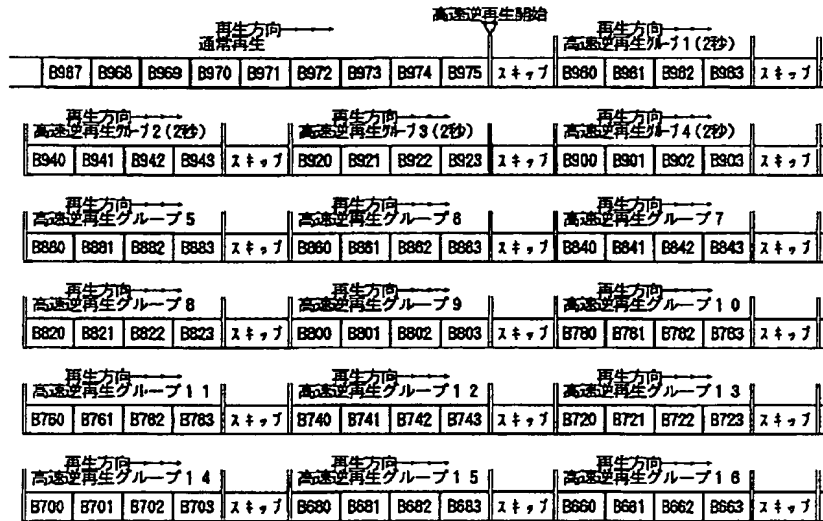 高速逆再生開始
再生方向→
通常再生
再生方向→
高速逆再生グループ1(2秒)
B987 B968 B969 B970 B971 B972 B973 B974 B975 スキップ B960 B961 B962 B963 スキップ
再生方向→ 再生方向→ 再生方向→
高速逆再生グループ2(2秒) 高速逆再生グループ3(2秒) 高速逆再生グループ4(2秒)
B940 B941 B942 B943 スキップ B920 B921 B922 B923 スキップ B900 B901 B902 B903 スキップ
再生方向→ 再生方向→ 再生方向→
高速逆再生グループ5 高速逆再生グループ6 高速逆再生グループ7
B880 B881 B882 B883 スキップ B860 B861 B862 B863 スキップ B840 B841 B842 B843 スキップ
再生方向→ 再生方向→ 再生方向→
高速逆再生グループ8 高速逆再生グループ9 高速逆再生グループ10
B820 B821 B822 B823 スキップ B800 B801 B802 B803 スキップ B780 B781 B782 B783 スキップ
再生方向→ 再生方向→ 再生方向→
高速逆再生グループ11 高速逆再生グループ12 高速逆再生グループ13
B760 B761 B762 B763 スキップ B740 B741 B742 B743 スキップ B720 B721 B722 B723 スキップ
再生方向→ 再生方向→ 再生方向→
高速逆再生グループ14 高速逆再生グループ15 高速逆再生グループ16
B700 B701 B702 B703 スキップ B680 B681 B682 B683 スキップ B660 B661 B662 B663 スキップ